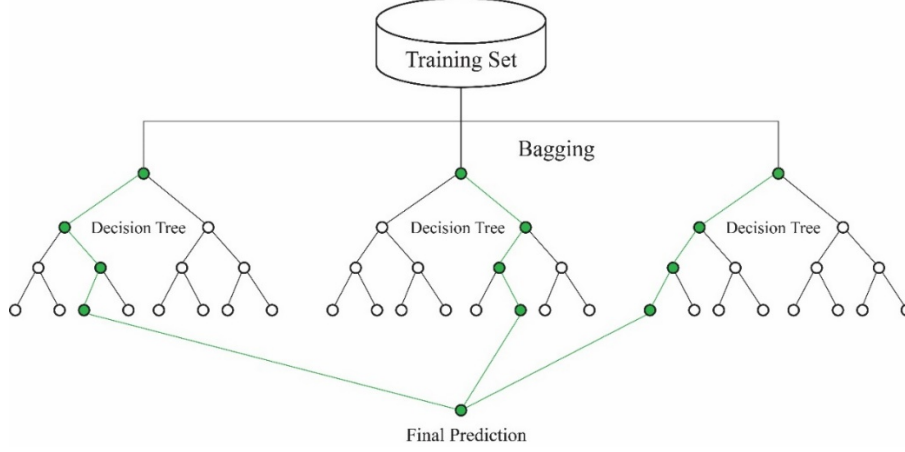 Training Set
Bagging
Decision Tree
Decision Tree
Decision Tree
Final Prediction